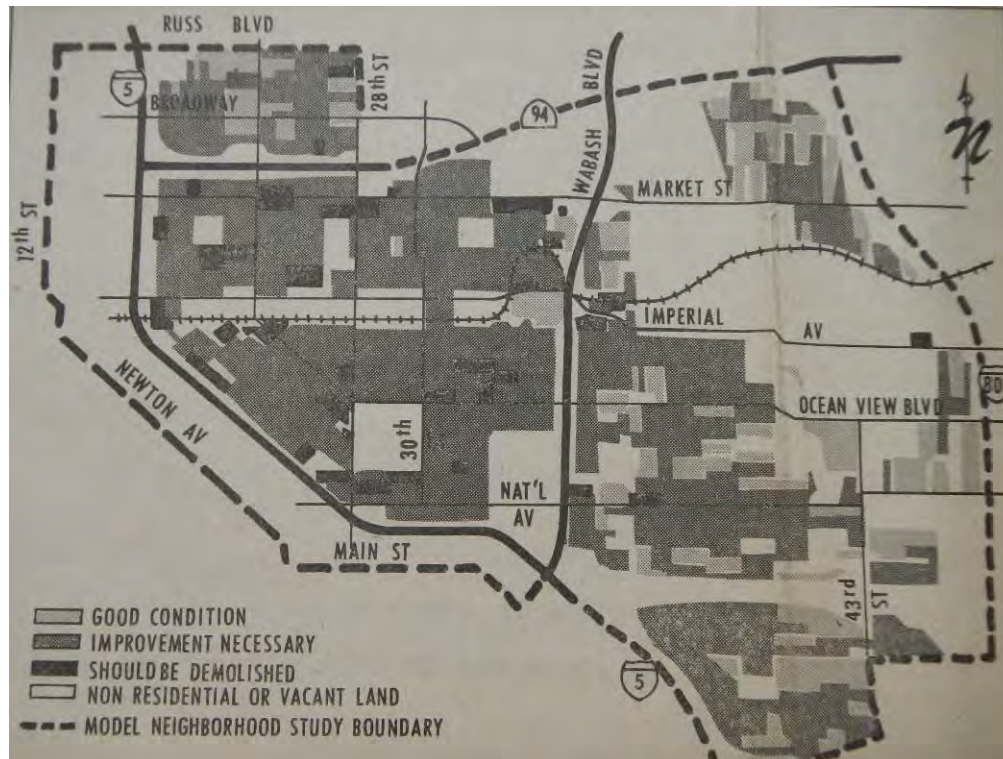 RUSS BLVD
5
BROADWAY
28th ST
94
WABASH BLVD
N
MARKET ST
12th ST
IMPERIAL AV
NEWTON AV
80
OCEAN VIEW BLVD
30th
NAT'L AV
MAIN ST
43rd ST
5
GOOD CONDITION
IMPROVEMENT NECESSARY
SHOULD BE DEMOLISHED
NON RESIDENTIAL OR VACANT LAND
MODEL NEIGHBORHOOD STUDY BOUNDARY